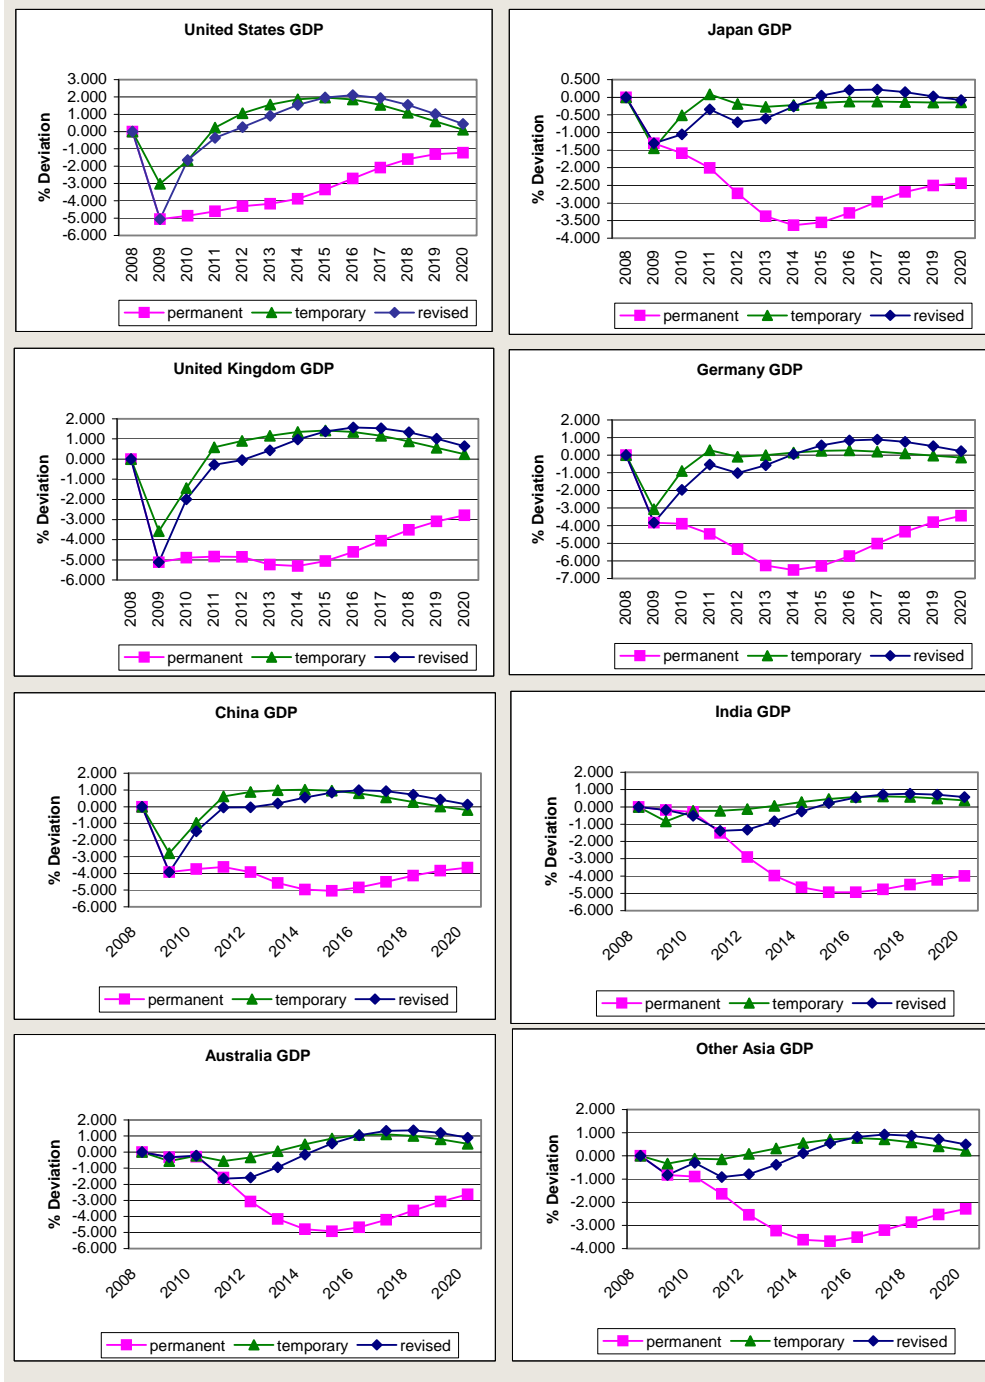 United States GDP
% Deviation
3.000
2.000
1.000
0.000
-1.000
-2.000
-3.000
-4.000
-5.000
-6.000
2008 2009 2010 2011 2012 2013 2014 2015 2016 2017 2018 2019 2020
permanent temporary revised
Japan GDP
% Deviation
0.500
0.000
-0.500
-1.000
-1.500
-2.000
-2.500
-3.000
-3.500
-4.000
2008 2009 2010 2011 2012 2013 2014 2015 2016 2017 2018 2019 2020
permanent temporary revised
United Kingdom GDP
% Deviation
2.000
1.000
0.000
-1.000
-2.000
-3.000
-4.000
-5.000
-6.000
2008 2009 2010 2011 2012 2013 2014 2015 2016 2017 2018 2019 2020
permanent temporary revised
Germany GDP
% Deviation
2.000
1.000
0.000
-1.000
-2.000
-3.000
-4.000
-5.000
-6.000
-7.000
2008 2009 2010 2011 2012 2013 2014 2015 2016 2017 2018 2019 2020
permanent temporary revised
China GDP
% Deviation
2.000
1.000
0.000
-1.000
-2.000
-3.000
-4.000
-5.000
-6.000
2008 2010 2012 2014 2016 2018 2020
permanent temporary revised
India GDP
% Deviation
2.000
1.000
0.000
-1.000
-2.000
-3.000
-4.000
-5.000
-6.000
2008 2010 2012 2014 2016 2018 2020
permanent temporary revised
Australia GDP
% Deviation
2.000
1.000
0.000
-1.000
-2.000
-3.000
-4.000
-5.000
-6.000
2008 2010 2012 2014 2016 2018 2020
permanent temporary revised
Other Asia GDP
% Deviation
2.000
1.000
0.000
-1.000
-2.000
-3.000
-4.000
2008 2010 2012 2014 2016 2018 2020
permanent temporary revised